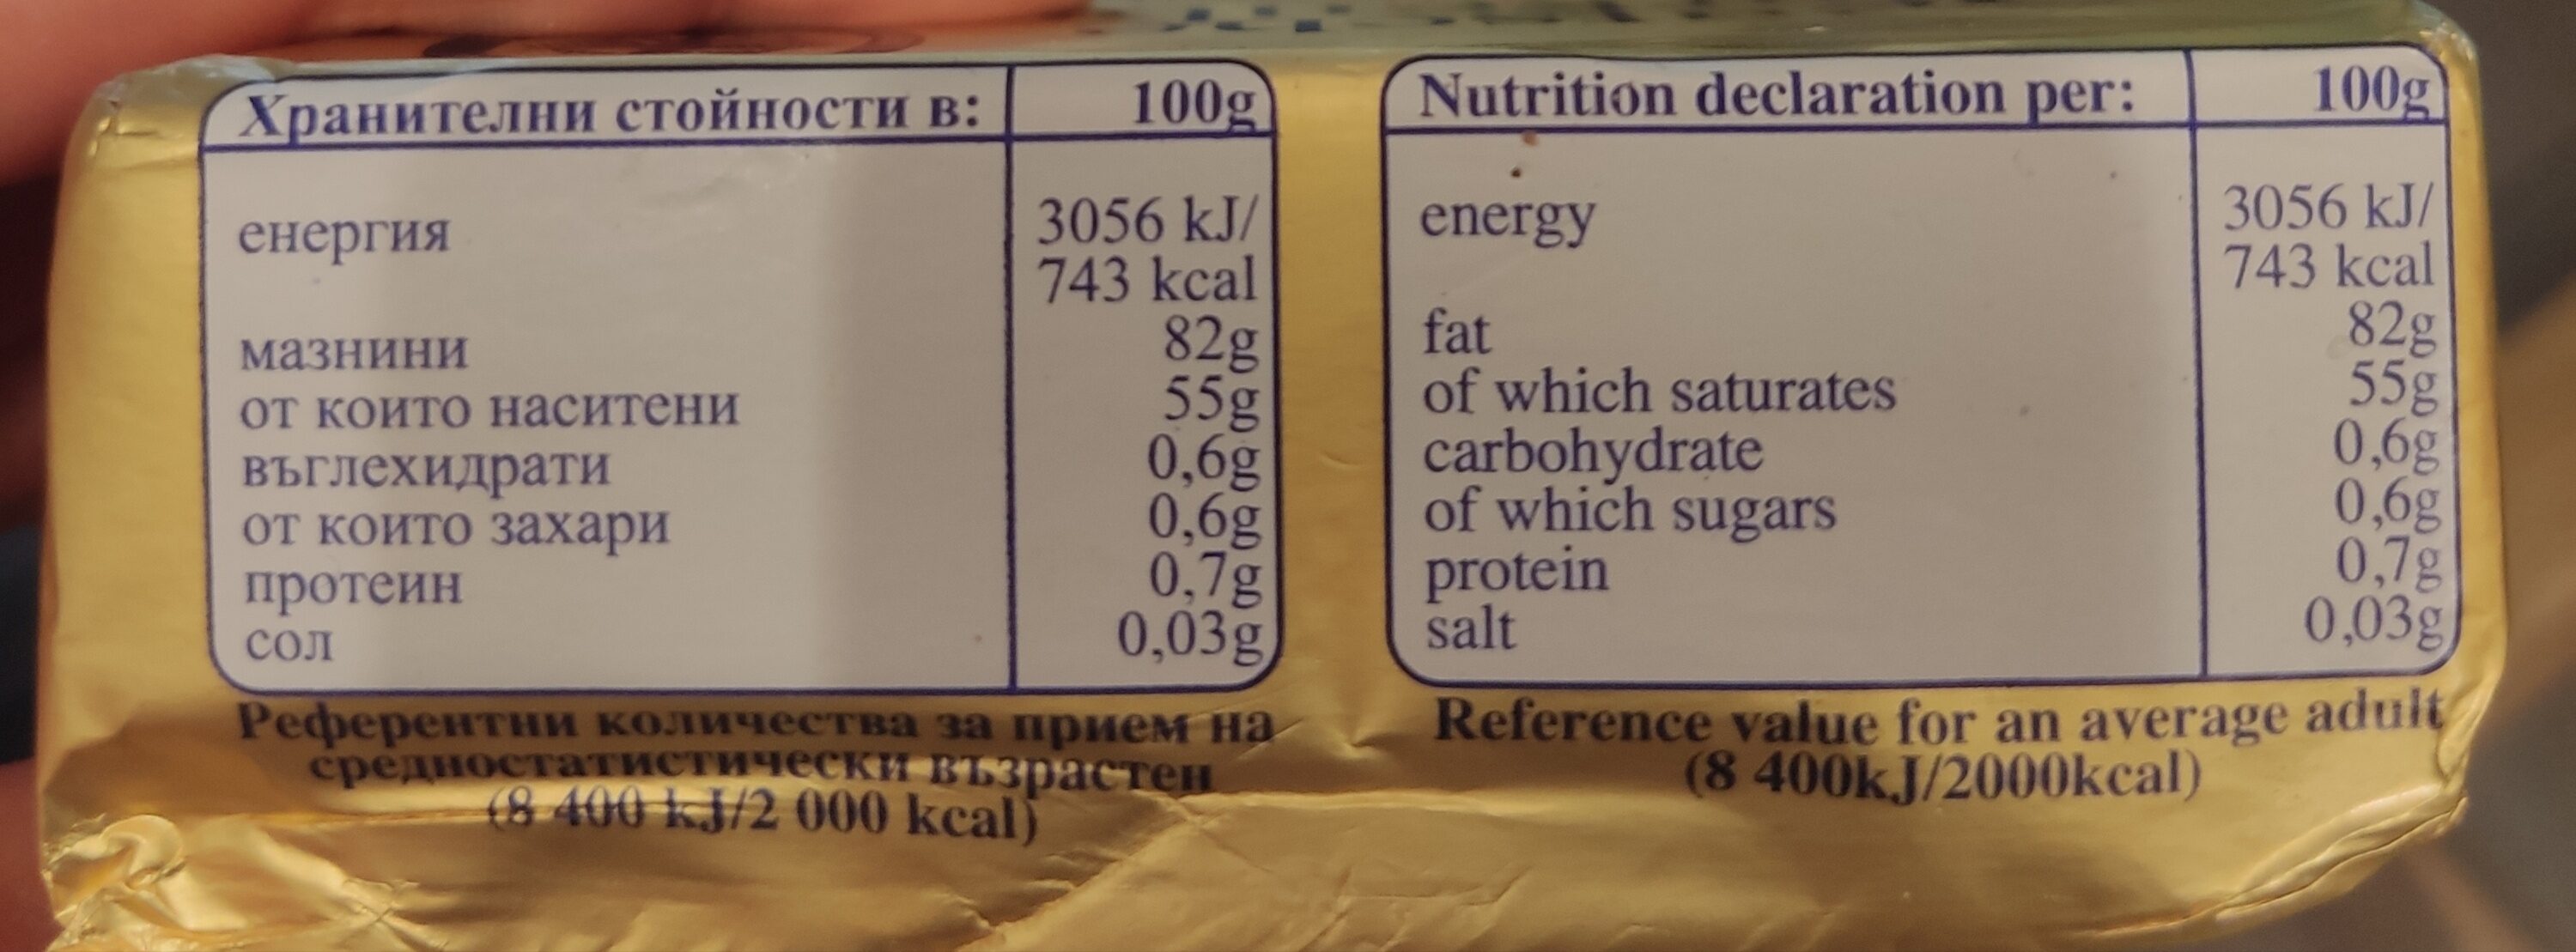 Хранителни стойности в: 100g
енергия 3056 kJ/
743 kcal
мазнини 82g
от които наситени 55g
въглехидрати 0,6g
от които захари 0,6g
протеин 0,7g
сол 0,03g
Референтни количества за прием на
средностатистически възрастен
(8 400 kJ/2 000 kcal)
Nutrition declaration per: 100g
energy 3056 kJ/
743 kcal
fat 82g
of which saturates 55g
carbohydrate 0,6g
of which sugars 0,6g
protein 0,7g
salt 0,03g
Reference value for an average adult
(8 400kJ/2000kcal)